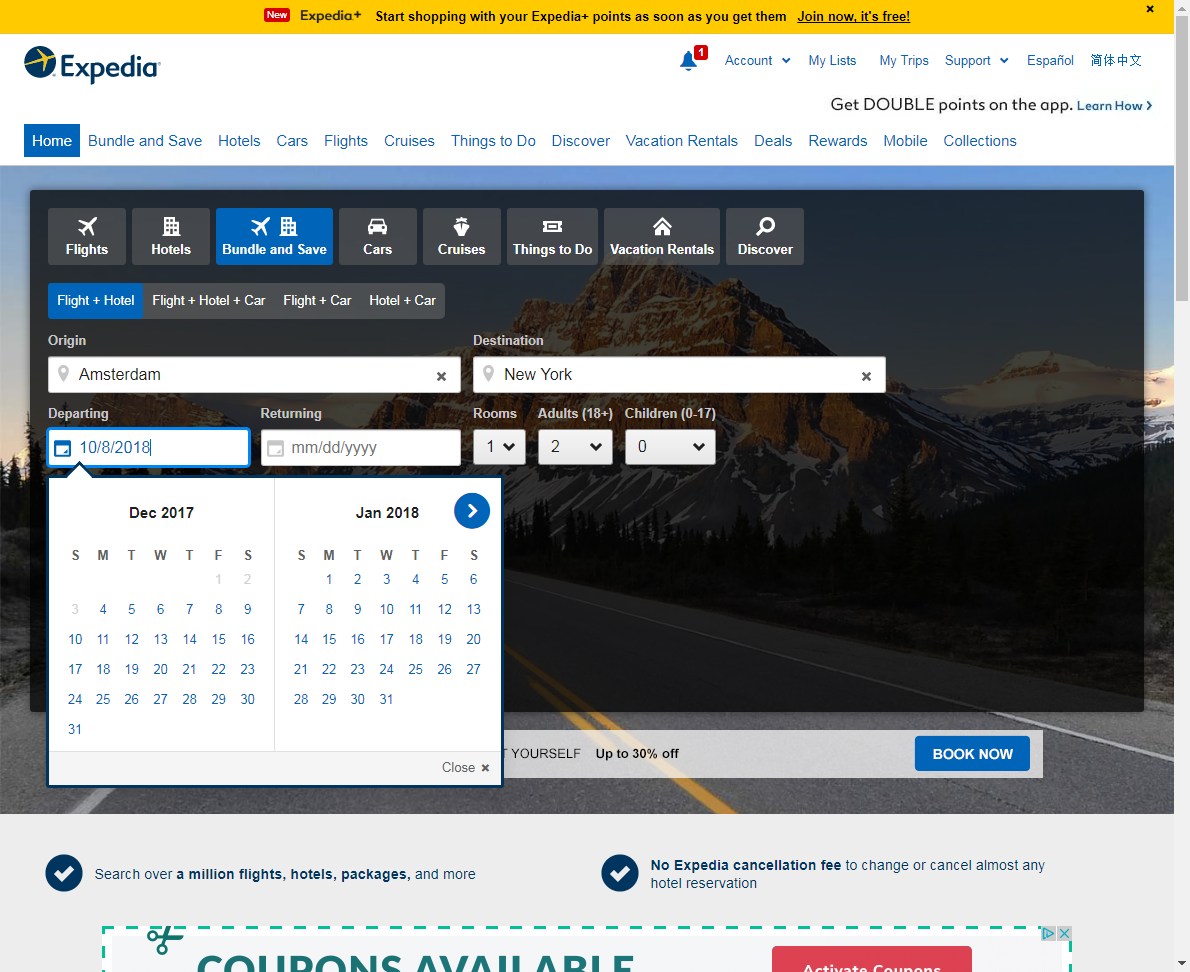 New Expedia+ Start shopping with your Expedia+ points as soon as you get them Join now, it's free!
Expedia
1 Account My Lists My Trips Support Español 简体中文
Get DOUBLE points on the app. Learn How
Home Bundle and Save Hotels Cars Flights Cruises Things to Do Discover Vacation Rentals Deals Rewards Mobile Collections
Flights Hotels Bundle and Save Cars Cruises Things to Do Vacation Rentals Discover
Flight + Hotel Flight + Hotel + Car Flight + Car Hotel + Car
Origin Destination
Amsterdam New York
Departing Returning Rooms Adults (18+) Children (0-17)
10/8/2018 mm/dd/yyyy 1 2 0
Dec 2017 Jan 2018
S M T W T F S S M T W T F S
1 2 1 2 3 4 5 6
3 4 5 6 7 8 9 7 8 9 10 11 12 13
10 11 12 13 14 15 16 14 15 16 17 18 19 20
17 18 19 20 21 22 23 21 22 23 24 25 26 27
24 25 26 27 28 29 30 28 29 30 31
31
YOURSELF Up to 30% off BOOK NOW
Close
Search over a million flights, hotels, packages, and more
No Expedia cancellation fee to change or cancel almost any
hotel reservation
COUPONS AVAILABLE
Activate Coupons